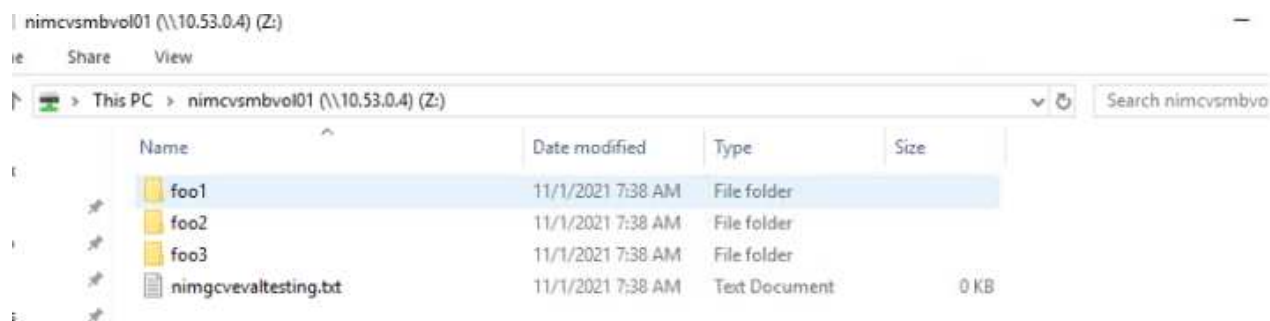 nimcvsmbvol01 (\\10.53.0.4) (Z:)
Share View
This PC > nimcvsmbvol01 (\\10.53.0.4) (Z:) Search nimcvsmbvo
Name Date modified Type Size
foo1 11/1/2021 7:38 AM File folder
foo2 11/1/2021 7:38 AM File folder
foo3 11/1/2021 7:38 AM File folder
nimgcvevaltesting.txt 11/1/2021 7:38 AM Text Document 0 KB